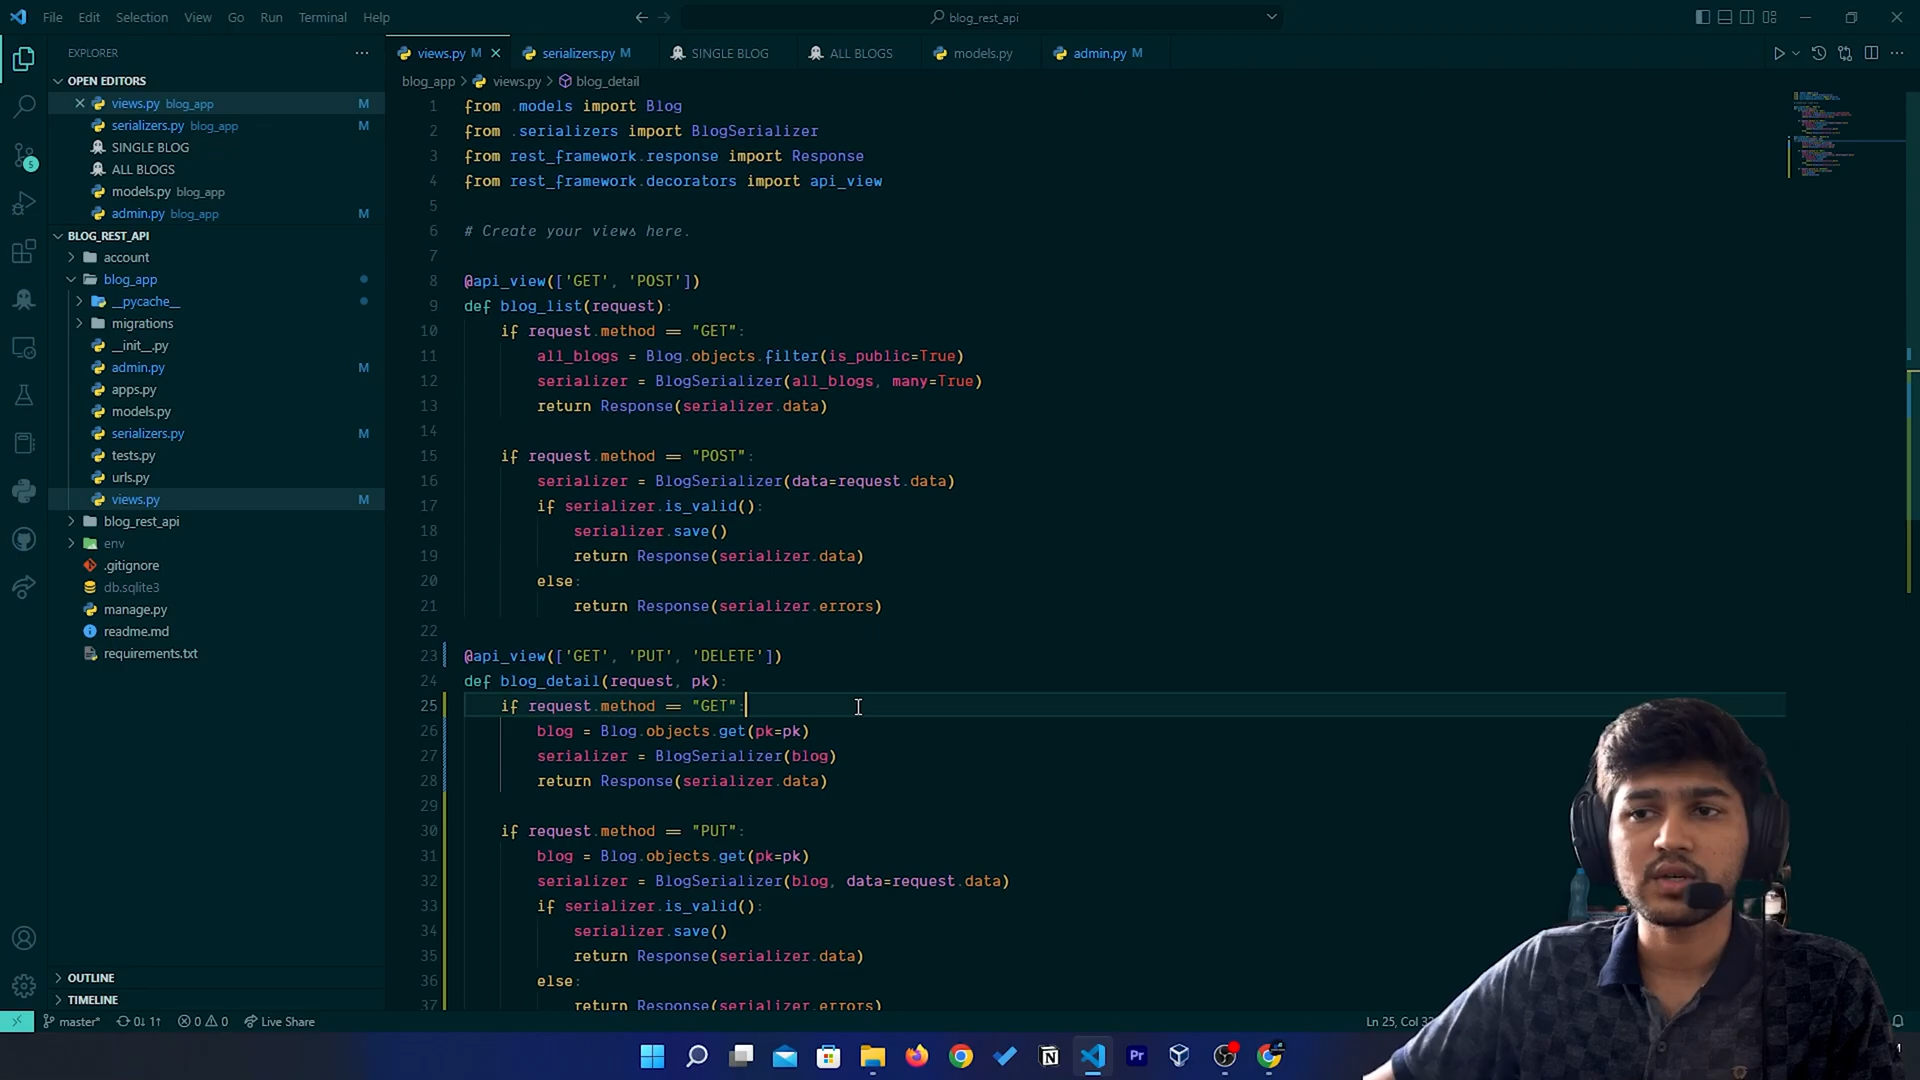 File Edit Selection View Go Run Terminal Help
blog_rest_api
EXPLORER
OPEN EDITORS
views.py blog_app M
serializers.py blog_app M
SINGLE BLOG
ALL BLOGS
models.py blog_app
admin.py blog_app M
BLOG_REST_API
account
blog_app
__pycache__
migrations
__init__.py
admin.py M
apps.py
models.py
serializers.py M
tests.py
urls.py
views.py M
blog_rest_api
env
.gitignore
db.sqlite3
manage.py
readme.md
requirements.txt
OUTLINE
TIMELINE
5
views.py M serializers.py M SINGLE BLOG ALL BLOGS models.py admin.py M
blog_app > views.py > blog_detail
1 from .models import Blog
2 from .serializers import BlogSerializer
3 from rest_framework.response import Response
4 from rest_framework.decorators import api_view
5
6 # Create your views here.
7
8 @api_view(['GET', 'POST'])
9 def blog_list(request):
10 if request.method == "GET":
11 all_blogs = Blog.objects.filter(is_public=True)
12 serializer = BlogSerializer(all_blogs, many=True)
13 return Response(serializer.data)
14
15 if request.method == "POST":
16 serializer = BlogSerializer(data=request.data)
17 if serializer.is_valid():
18 serializer.save()
19 return Response(serializer.data)
20 else:
21 return Response(serializer.errors)
22
23 @api_view(['GET', 'PUT', 'DELETE'])
24 def blog_detail(request, pk):
25 if request.method == "GET":
26 blog = Blog.objects.get(pk=pk)
27 serializer = BlogSerializer(blog)
28 return Response(serializer.data)
29
30 if request.method == "PUT":
31 blog = Blog.objects.get(pk=pk)
32 serializer = BlogSerializer(blog, data=request.data)
33 if serializer.is_valid():
34 serializer.save()
35 return Response(serializer.data)
36 else:
37 return Response(serializer.errors)
master* 0↓ 1↑ 0 0 Live Share
Ln 25, Col
Pr